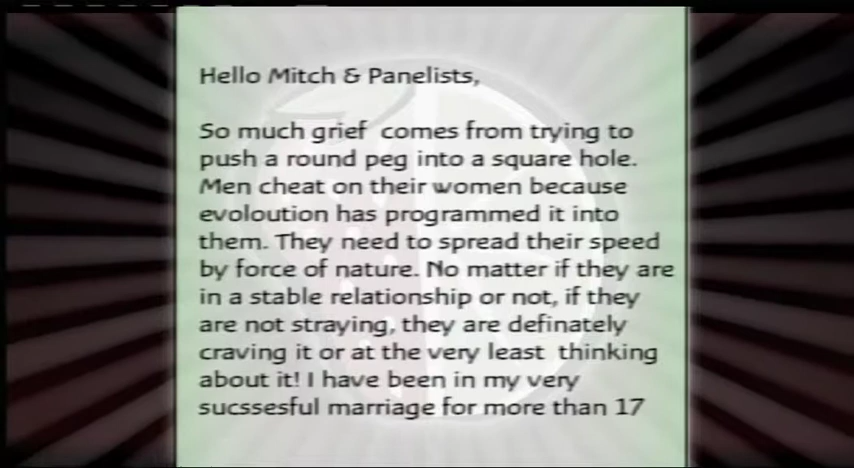 Hello Mitch & Panelists,
So much grief comes from trying to
push a round peg into a square hole.
Men cheat on their women because
evoloution has programmed it into
them. They need to spread their speed
by force of nature. No matter if they are
in a stable relationship or not, if they
are not straying, they are definately
craving it or at the very least thinking
about it! I have been in my very
sucssesful marriage for more than 17